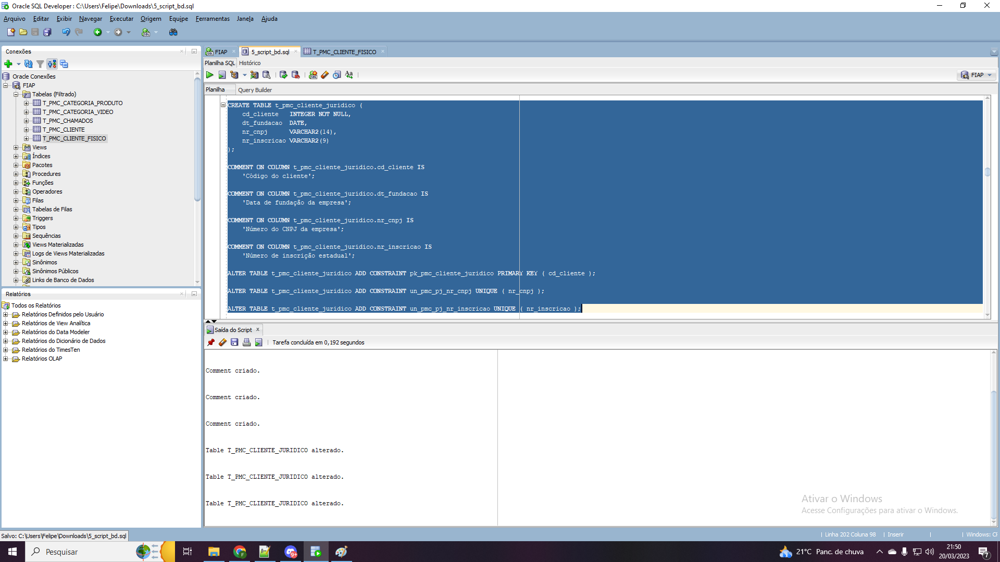 Oracle SQL Developer : C:\Users\Felipe\Downloads\5_script_bd.sql
Arquivo Editar Exibir Navegar Executar Origem Equipe Ferramentas Janela Ajuda
Conexões
Oracle Conexões
FIAP
Tabelas (Filtrado)
T_PMC_CATEGORIA_PRODUTO
T_PMC_CATEGORIA_VIDEO
T_PMC_CHAMADOS
T_PMC_CLIENTE
T_PMC_CLIENTE_FISICO
Views
Índices
Pacotes
Procedures
Funções
Operadores
Filas
Tabelas de Filas
Triggers
Tipos
Sequências
Views Materializadas
Logs de Views Materializadas
Sinônimos
Sinônimos Públicos
Links de Banco de Dados
Relatórios
Todos os Relatórios
Relatórios Definidos pelo Usuário
Relatórios de View Analítica
Relatórios do Data Modeler
Relatórios do Dicionário de Dados
Relatórios do TimesTen
Relatórios OLAP
FIAP 5_script_bd.sql T_PMC_CLIENTE_FISICO
Planilha SQL Histórico
FIAP
Planilha Query Builder
CREATE TABLE t_pmc_cliente_juridico (
cd_cliente INTEGER NOT NULL,
dt_fundacao DATE,
nr_cnpj VARCHAR2(14),
nr_inscricao VARCHAR2(9)
);
COMMENT ON COLUMN t_pmc_cliente_juridico.cd_cliente IS
'Código do cliente';
COMMENT ON COLUMN t_pmc_cliente_juridico.dt_fundacao IS
'Data de fundação da empresa';
COMMENT ON COLUMN t_pmc_cliente_juridico.nr_cnpj IS
'Número do CNPJ da empresa';
COMMENT ON COLUMN t_pmc_cliente_juridico.nr_inscricao IS
'Número de inscrição estadual';
ALTER TABLE t_pmc_cliente_juridico ADD CONSTRAINT pk_pmc_cliente_juridico PRIMARY KEY ( cd_cliente );
ALTER TABLE t_pmc_cliente_juridico ADD CONSTRAINT un_pmc_pj_nr_cnpj UNIQUE ( nr_cnpj );
ALTER TABLE t_pmc_cliente_juridico ADD CONSTRAINT un_pmc_pj_nr_inscricao UNIQUE ( nr_inscricao );
Saída do Script
Tarefa concluída em 0,192 segundos
Comment criado.
Comment criado.
Comment criado.
Table T_PMC_CLIENTE_JURIDICO alterado.
Table T_PMC_CLIENTE_JURIDICO alterado.
Table T_PMC_CLIENTE_JURIDICO alterado.
Ativar o Windows
Acesse Configurações para ativar o Windows.
Salvo: C:\Users\Felipe\Downloads\5_script_bd.sql
Linha 202 Coluna 98 Inserir Windows: CF
Pesquisar
21°C Panc. de chuva
21:50
20/03/2023